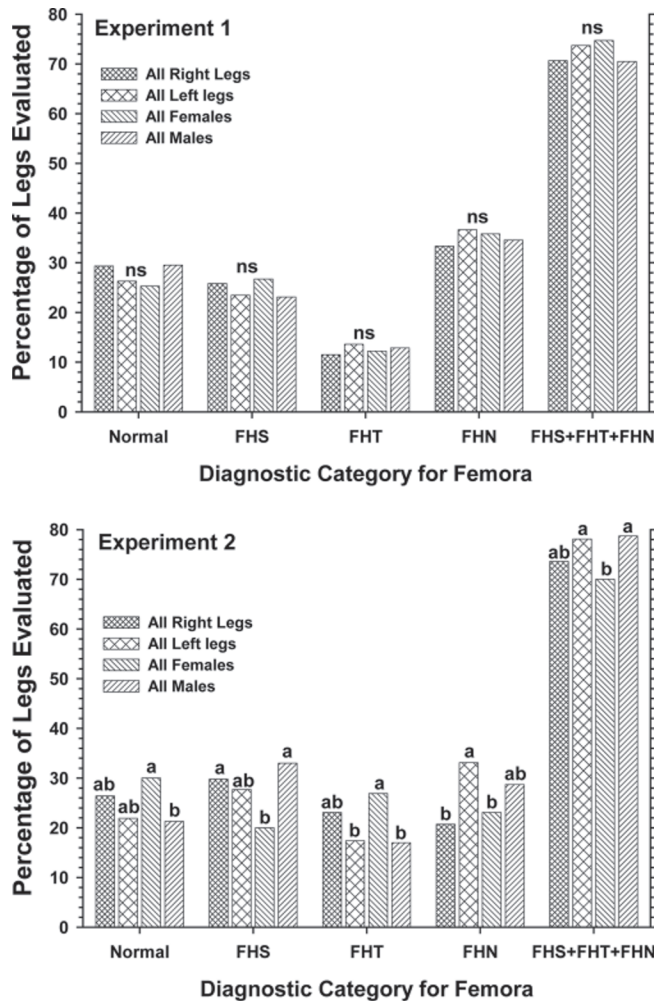 Experiment 1
All Right Legs
All Left legs
All Females
All Males
Percentage of Legs Evaluated
80
70
60
50
40
30
20
10
0
ns
ns
ns
ns
ns
Normal FHS FHT FHN FHS+FHT+FHN
Diagnostic Category for Femora
Experiment 2
All Right Legs
All Left legs
All Females
All Males
Percentage of Legs Evaluated
80
70
60
50
40
30
20
10
0
ab ab a b
a ab b a
ab b a b
b a b ab
ab a b a
Normal FHS FHT FHN FHS+FHT+FHN
Diagnostic Category for Femora